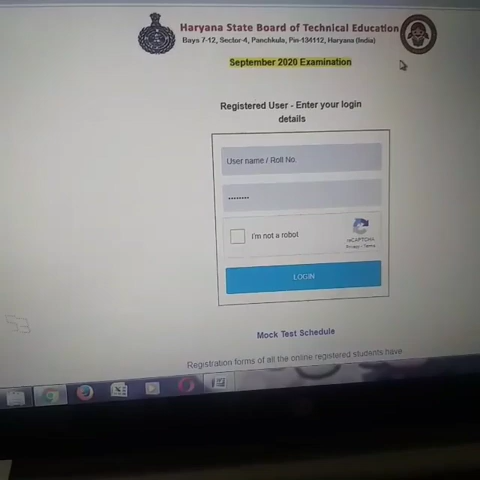 Haryana State Board of Technical Education
Bays 7-12, Sector-4, Panchkula, Pin-134112, Haryana (India)
September 2020 Examination
Registered User - Enter your login
details
User name / Roll No
••••••••
I'm not a robot
reCAPTCHA
Privacy - Terms
LOGIN
Mock Test Schedule
Registration forms of all the online registered students have